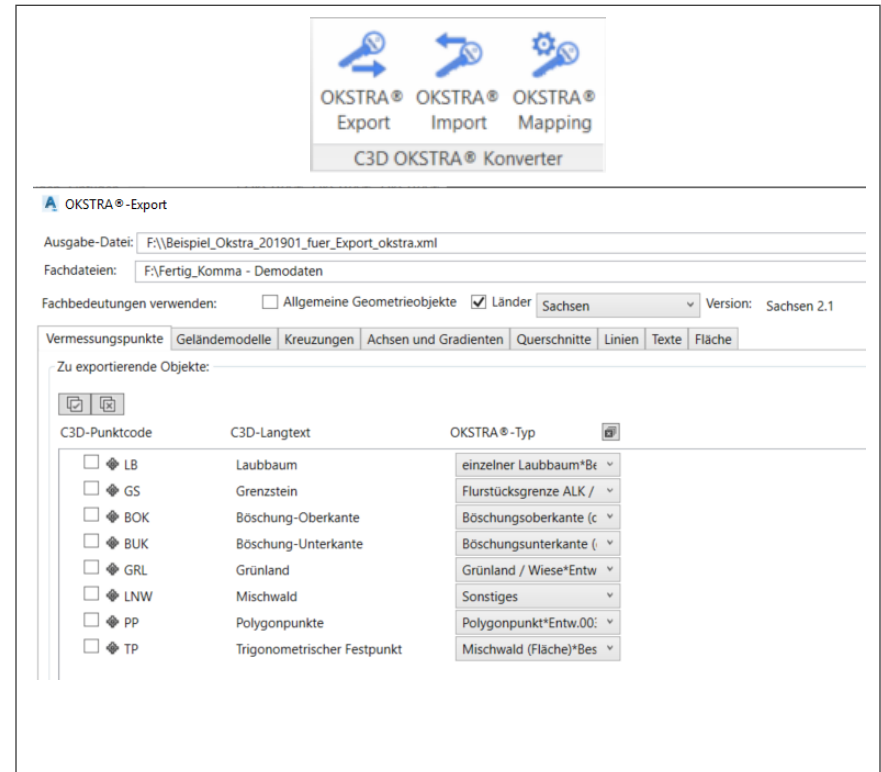 OKSTRA® OKSTRA® OKSTRA®
Export Import Mapping
C3D OKSTRA® Konverter
OKSTRA®-Export
Ausgabe-Datei: F:\\Beispiel_Okstra_201901_fuer_Export_okstra.xml
Fachdateien: F:\Fertig_Komma - Demodaten
Fachbedeutungen verwenden: Allgemeine Geometrieobjekte Länder Sachsen Version: Sachsen 2.1
Vermessungspunkte Geländemodelle Kreuzungen Achsen und Gradienten Querschnitte Linien Texte Fläche
Zu exportierende Objekte:
C3D-Punktcode C3D-Langtext OKSTRA®-Typ
LB Laubbaum einzelner Laubbaum*Be
GS Grenzstein Flurstücksgrenze ALK /
BOK Böschung-Oberkante Böschungsoberkante (c
BUK Böschung-Unterkante Böschungsunterkante (
GRL Grünland Grünland / Wiese*Entw
LNW Mischwald Sonstiges
PP Polygonpunkte Polygonpunkt*Entw.00:
TP Trigonometrischer Festpunkt Mischwald (Fläche)*Bes